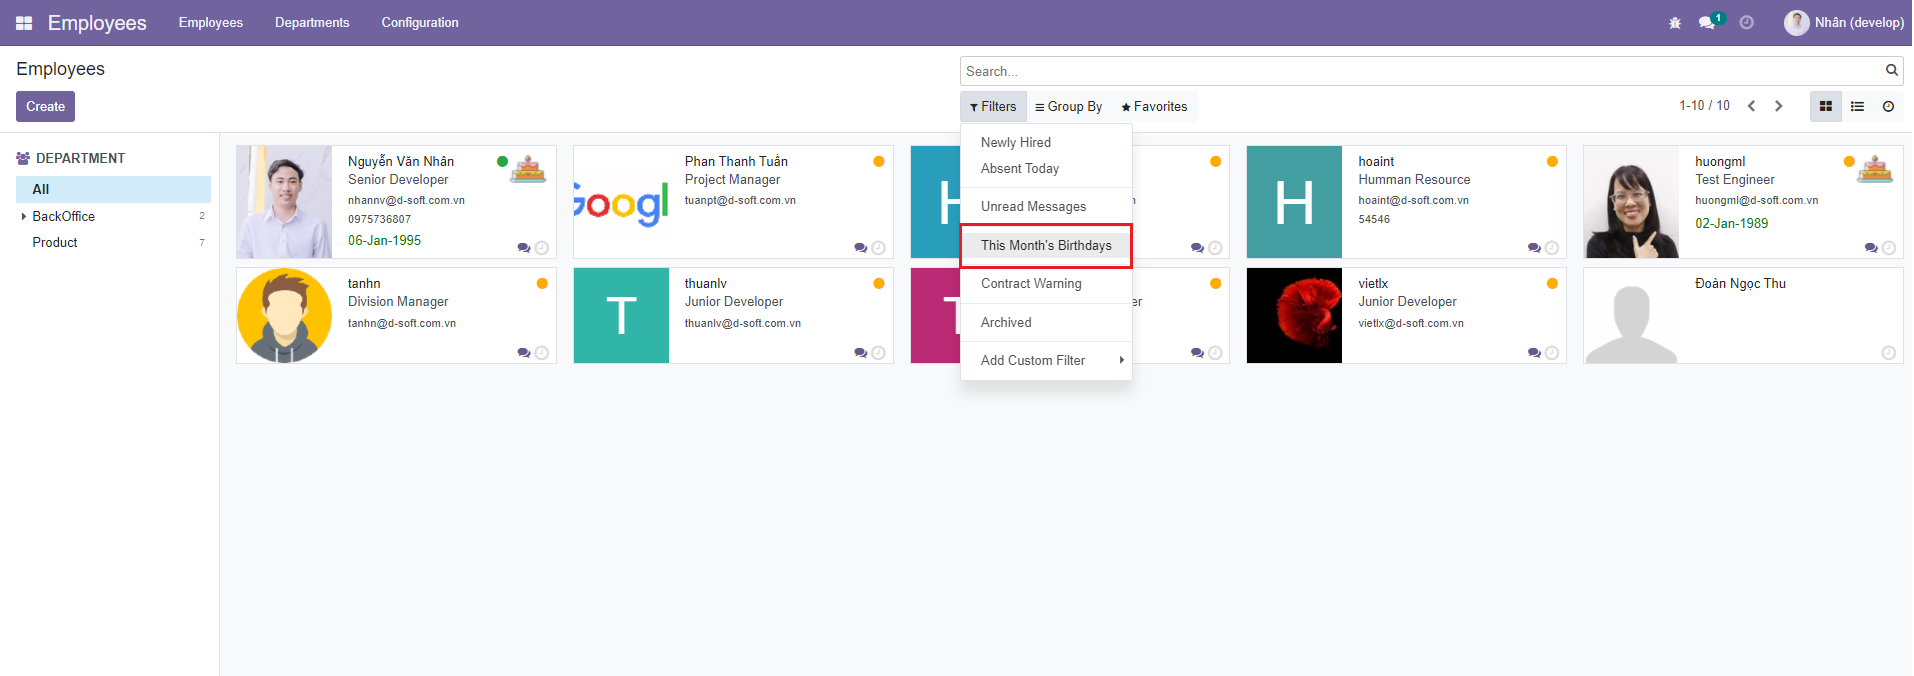 Employees Employees Departments Configuration 1 Nhân (develop)
Employees
Search...
Create
Filters Group By Favorites 1-10 / 10
DEPARTMENT
All
BackOffice 2
Product 7
Nguyễn Văn Nhân
Senior Developer
nhannv@d-soft.com.vn
0975736807
06-Jan-1995
Googl
Phan Thanh Tuấn
Project Manager
tuanpt@d-soft.com.vn
H
n
Newly Hired
Absent Today
Unread Messages
This Month's Birthdays
Contract Warning
Archived
Add Custom Filter
H
hoaint
Humman Resource
hoaint@d-soft.com.vn
54546
huongml
Test Engineer
huongml@d-soft.com.vn
02-Jan-1989
tanhn
Division Manager
tanhn@d-soft.com.vn
T
thuanlv
Junior Developer
thuanlv@d-soft.com.vn
T
er
vietlx
Junior Developer
vietlx@d-soft.com.vn
Đoàn Ngọc Thu